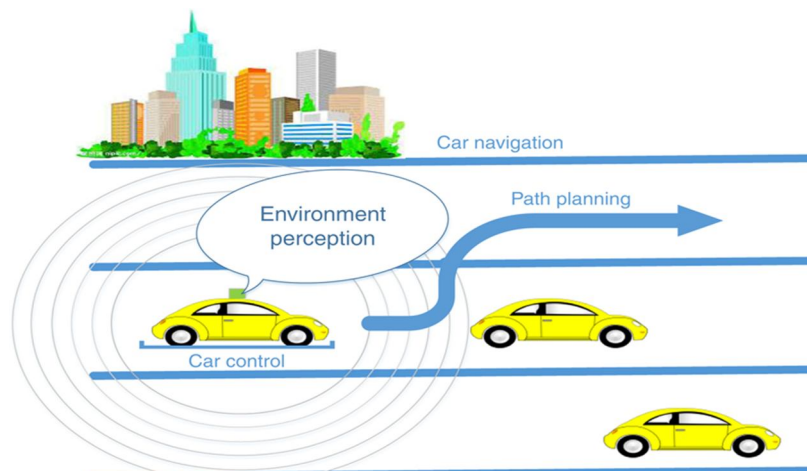 Car navigation
Path planning
Environment
perception
Car control